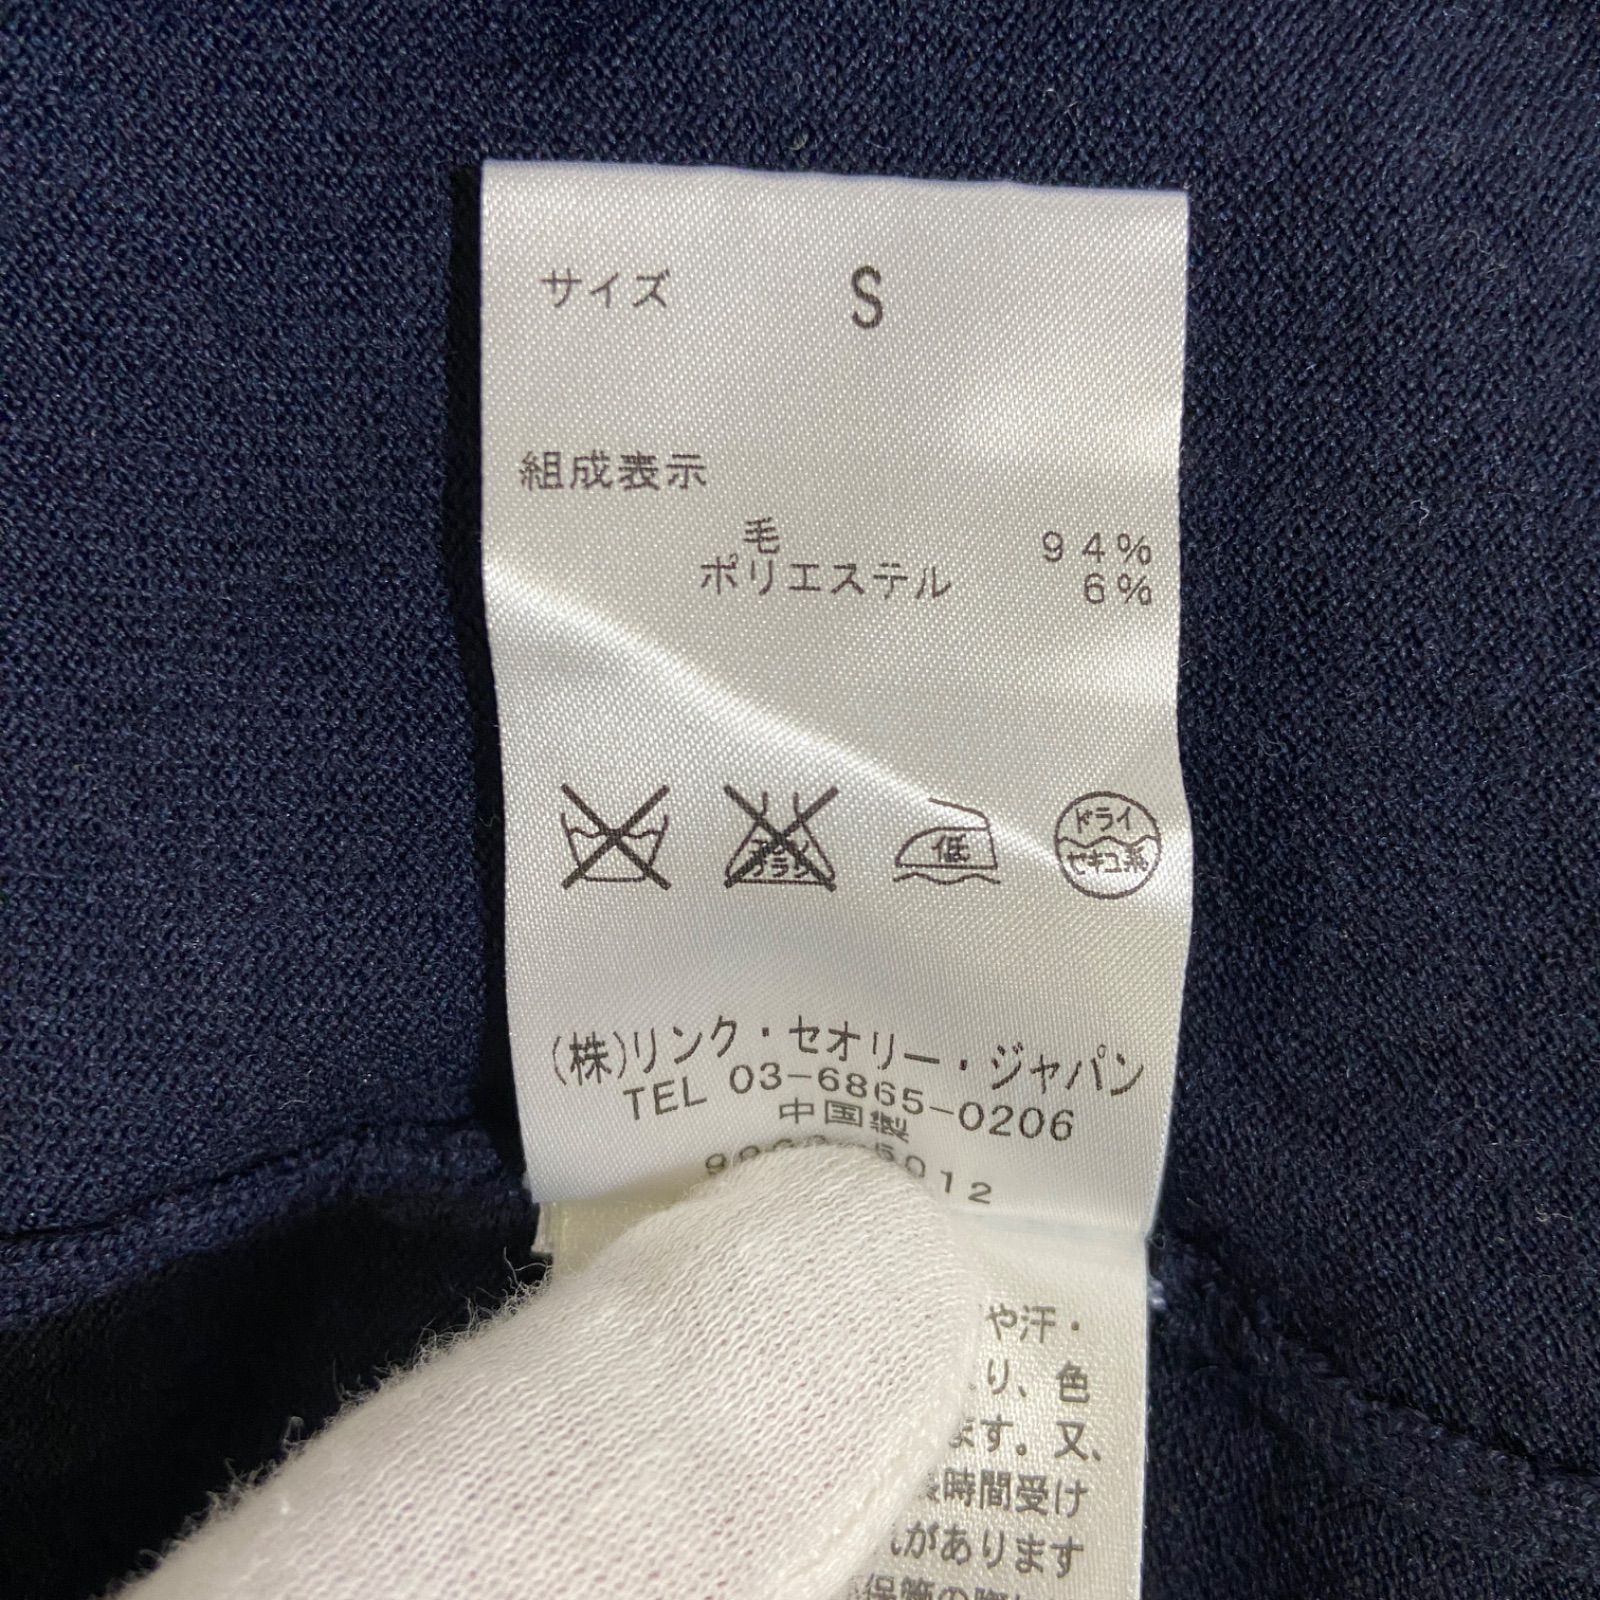 サイズ S
組成表示
毛 94%
ポリエステル 6%
低
ドライ
セキユ系
(株)リンク・セオリー・ジャパン
TEL 03-6865-0206
中国製
5012
や汗・
り、色
ます。又、
時間受け
があります